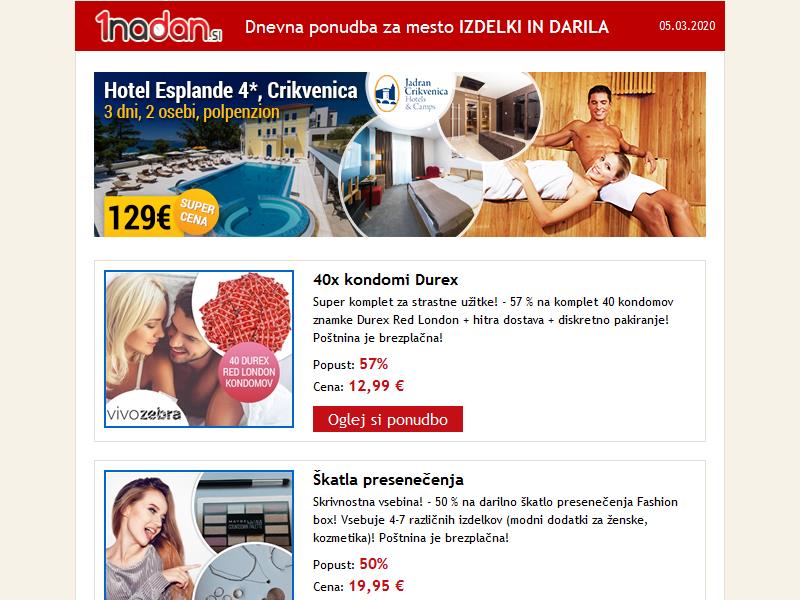 1nadan.si
Dnevna ponudba za mesto IZDELKI IN DARILA
05.03.2020
Hotel Esplande 4*, Crikvenica
3 dni, 2 osebi, polpenzion
Jadran
Crikvenica
Hotels
& Camps
129€
SUPER
CENA
40x kondomi Durex
Super komplet za strastne užitke! - 57 % na komplet 40 kondomov
znamke Durex Red London + hitra dostava + diskretno pakiranje!
Poštnina je brezplačna!
Popust: 57%
Cena: 12,99 €
Oglej si ponudbo
40 DUREX
RED LONDON
KONDOMOV
vivozebra
Škatla presenečenja
Skrivnostna vsebina! - 50 % na darilno škatlo presenečenja Fashion
box! Vsebuje 4-7 različnih izdelkov (modni dodatki za ženske,
kozmetika)! Poštnina je brezplačna!
Popust: 50%
Cena: 19,95 €
MAYBELLINE